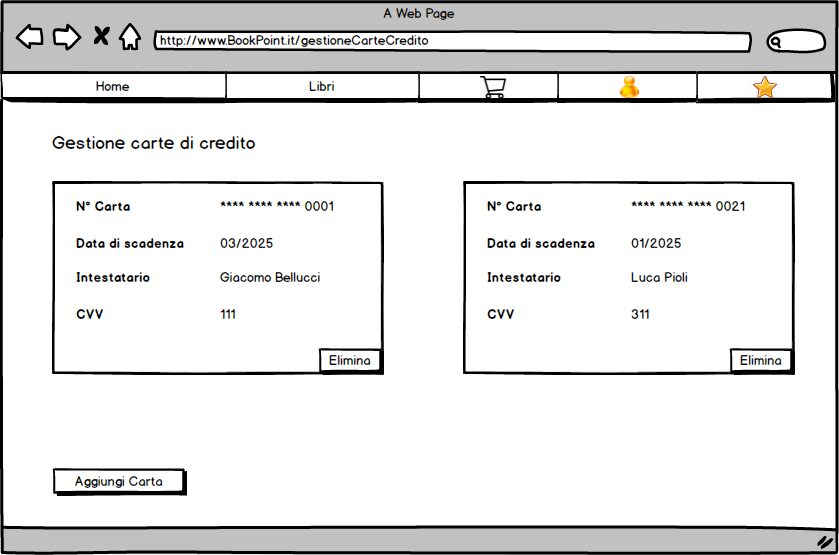 A Web Page
http://www.BookPoint.it/gestioneCarteCredito
Home Libri
Gestione carte di credito
N° Carta **** **** **** 0001
Data di scadenza 03/2025
Intestatario Giacomo Bellucci
CVV 111
Elimina
N° Carta **** **** **** 0021
Data di scadenza 01/2025
Intestatario Luca Pioli
CVV 311
Elimina
Aggiungi Carta